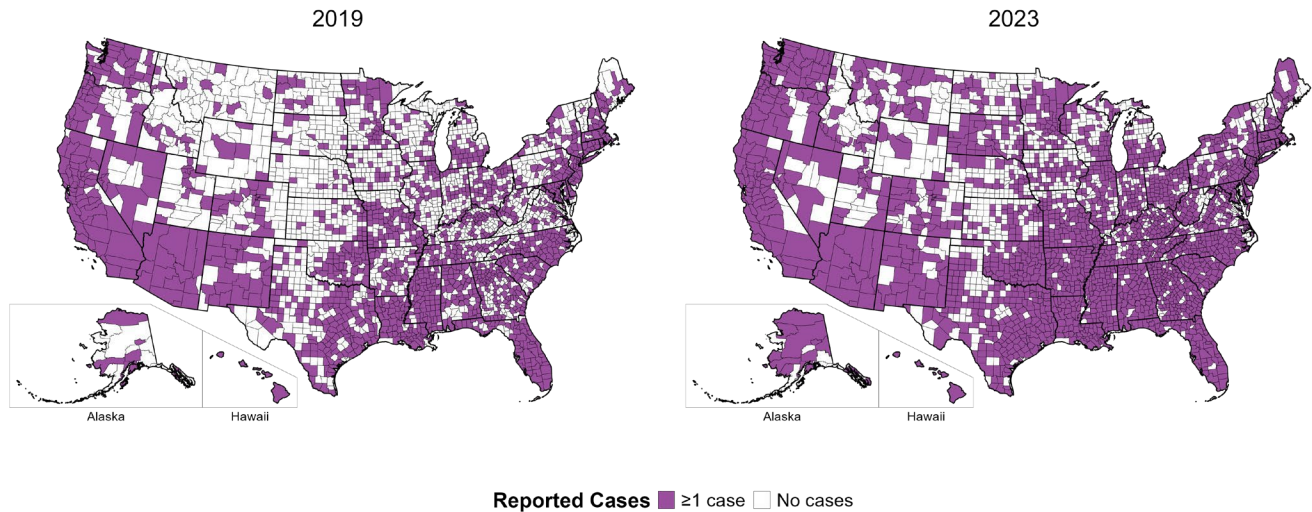 2019
2023
Alaska
Hawaii
Alaska
Hawaii
Reported Cases ≥1 case No cases